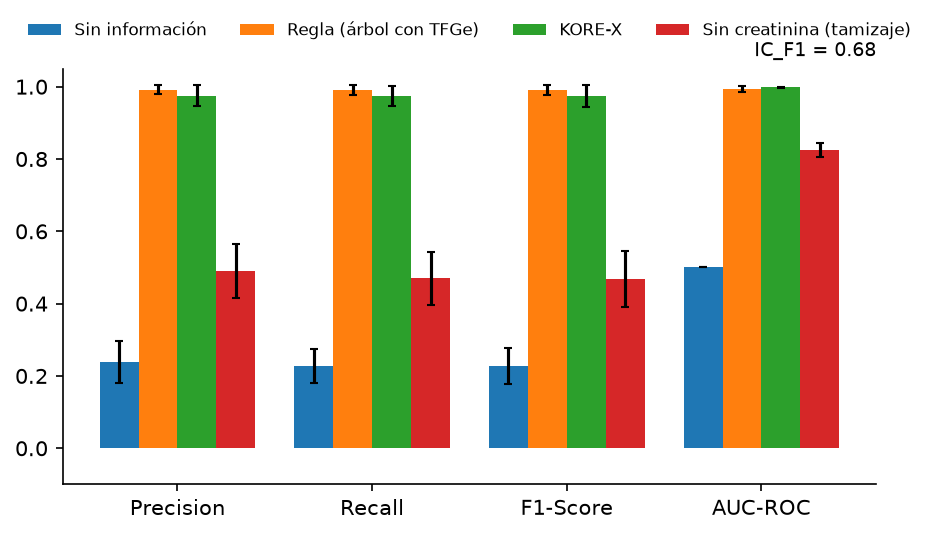 Sin información Regla (árbol con TFGe) KORE-X Sin creatinina (tamizaje)
IC_F1 = 0.68
1.0
0.8
0.6
0.4
0.2
0.0
Precision Recall F1-Score AUC-ROC